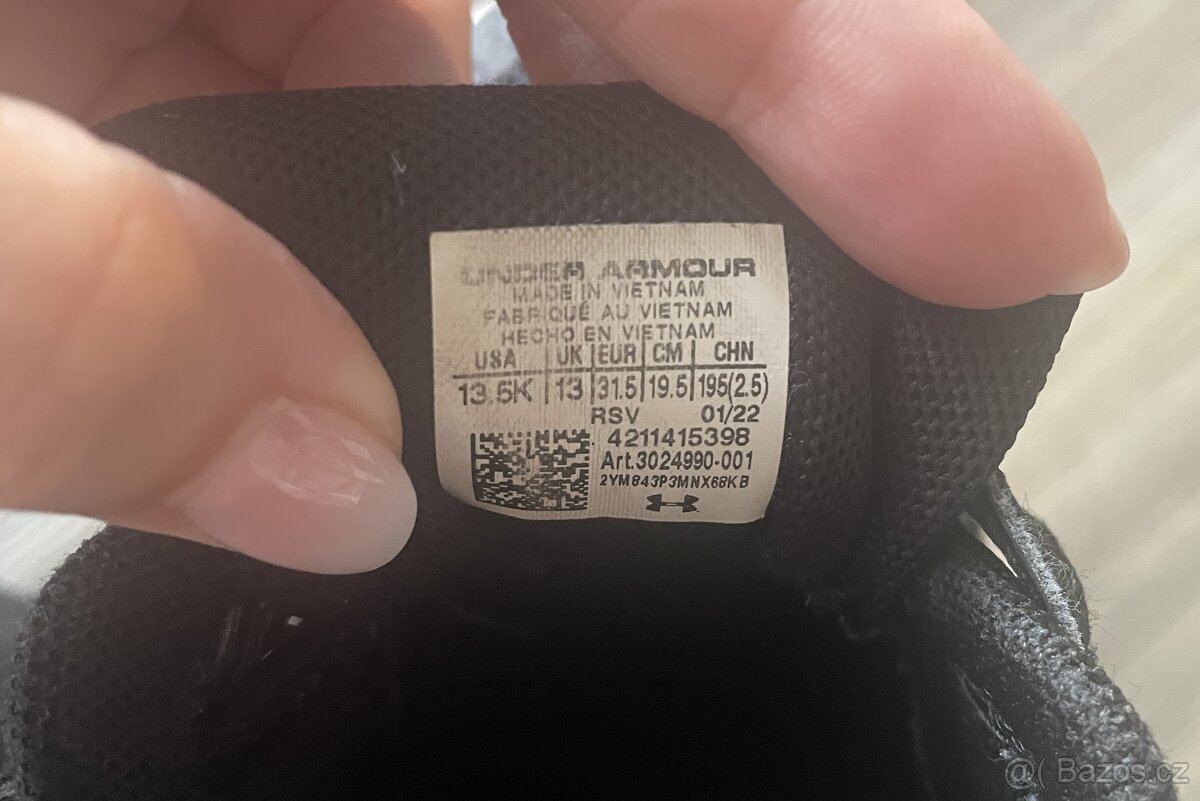 UNDER ARMOUR
MADE IN VIETNAM
FABRIQUÉ AU VIETNAM
HECHO EN VIETNAM
USA UK EUR CM CHN
13.5K 13 31.5 19.5 195(2.5)
RSV 01/22
4211415398
Art.3024990-001
2YM643P3MNX68KB
@( Bazos.cz